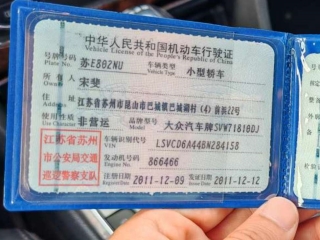 中华人民共和国机动车行驶证
Vehicle License of the People's Republic of China
号牌号码 苏E802NU 车辆类型 小型轿车
Plate No. Vehicle Type
所有人 宋斐
Owner
住址 江苏省苏州市昆山市巴城镇巴城湖村(4)前浜22号
Address
使用性质 非营运 品牌型号 大众汽车牌SVW71810DJ
Use Character Model
江苏省苏州 车辆识别代号 LSVCD6A448N284158
市公安局交通 VIN
巡逻警察支队 发动机号码 866466
Engine No.
注册日期 2011-12-09 发证日期 2011-12-12
Register Date Issue Date